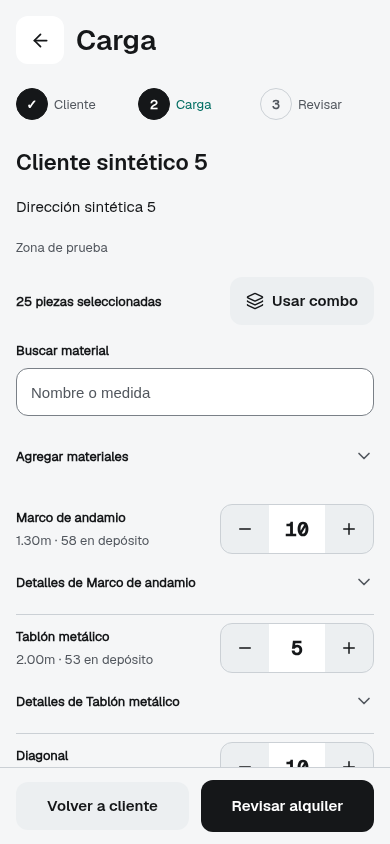 Carga
✓ Cliente 2 Carga 3 Revisar
Cliente sintético 5
Dirección sintética 5
Zona de prueba
25 piezas seleccionadas Usar combo
Buscar material
Nombre o medida
Agregar materiales
Marco de andamio
1.30m · 58 en depósito
− 10 +
Detalles de Marco de andamio
Tablón metálico
2.00m · 53 en depósito
− 5 +
Detalles de Tablón metálico
Diagonal
− 10 +
Volver a cliente Revisar alquiler